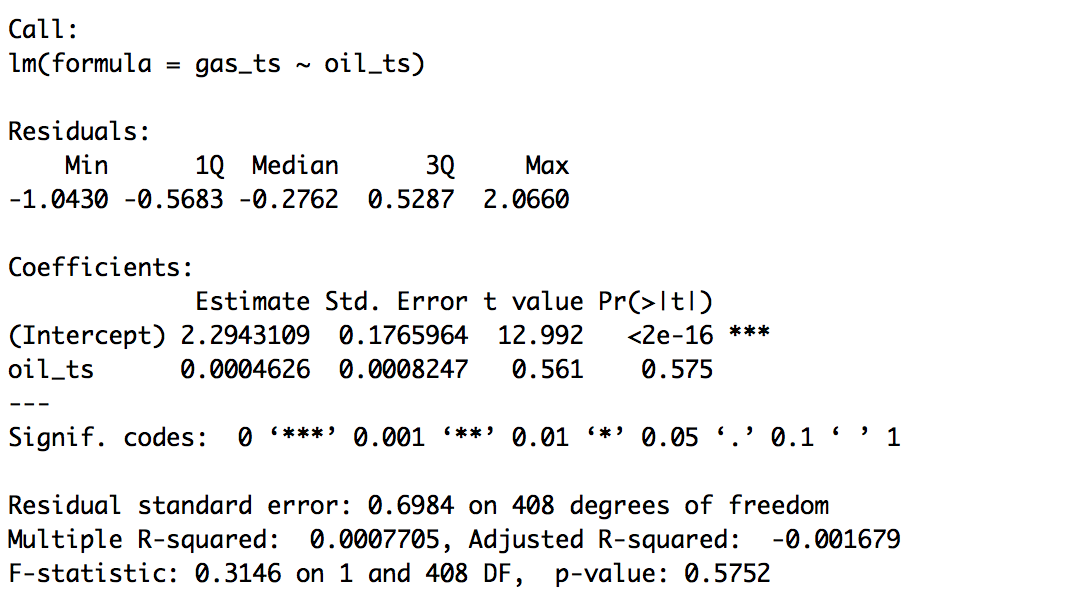 Call:
lm(formula = gas_ts ~ oil_ts)
Residuals:
    Min      1Q  Median      3Q     Max
-1.0430 -0.5683 -0.2762  0.5287  2.0660
Coefficients:
             Estimate Std. Error t value Pr(>|t|)
(Intercept) 2.2943109  0.1765964  12.992   <2e-16 ***
oil_ts      0.0004626  0.0008247   0.561    0.575
---
Signif. codes:  0 ‘***’ 0.001 ‘**’ 0.01 ‘*’ 0.05 ‘.’ 0.1 ‘ ’ 1
Residual standard error: 0.6984 on 408 degrees of freedom
Multiple R-squared:  0.0007705, Adjusted R-squared:  -0.001679
F-statistic: 0.3146 on 1 and 408 DF,  p-value: 0.5752